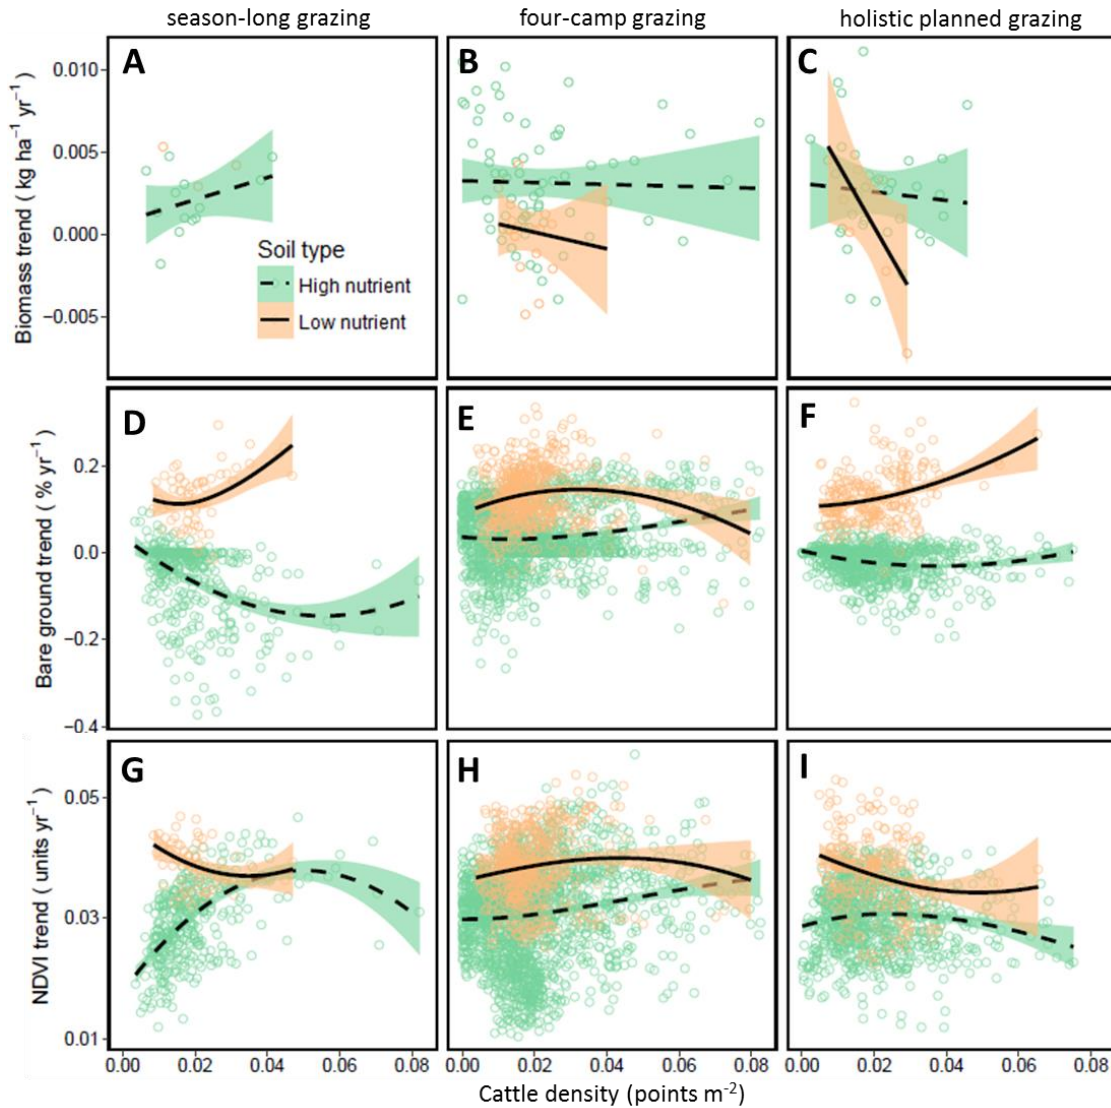 season-long grazing four-camp grazing holistic planned grazing
A B C
Biomass trend ( kg ha⁻¹ yr⁻¹ )
0.010
0.005
0.000
−0.005
Soil type
High nutrient
Low nutrient
D E F
Bare ground trend ( % yr⁻¹ )
0.2
0.0
−0.2
−0.4
G H I
NDVI trend ( units yr⁻¹ )
0.05
0.03
0.01
0.00 0.02 0.04 0.06 0.08 0.00 0.02 0.04 0.06 0.08 0.00 0.02 0.04 0.06 0.08
Cattle density (points m⁻²)